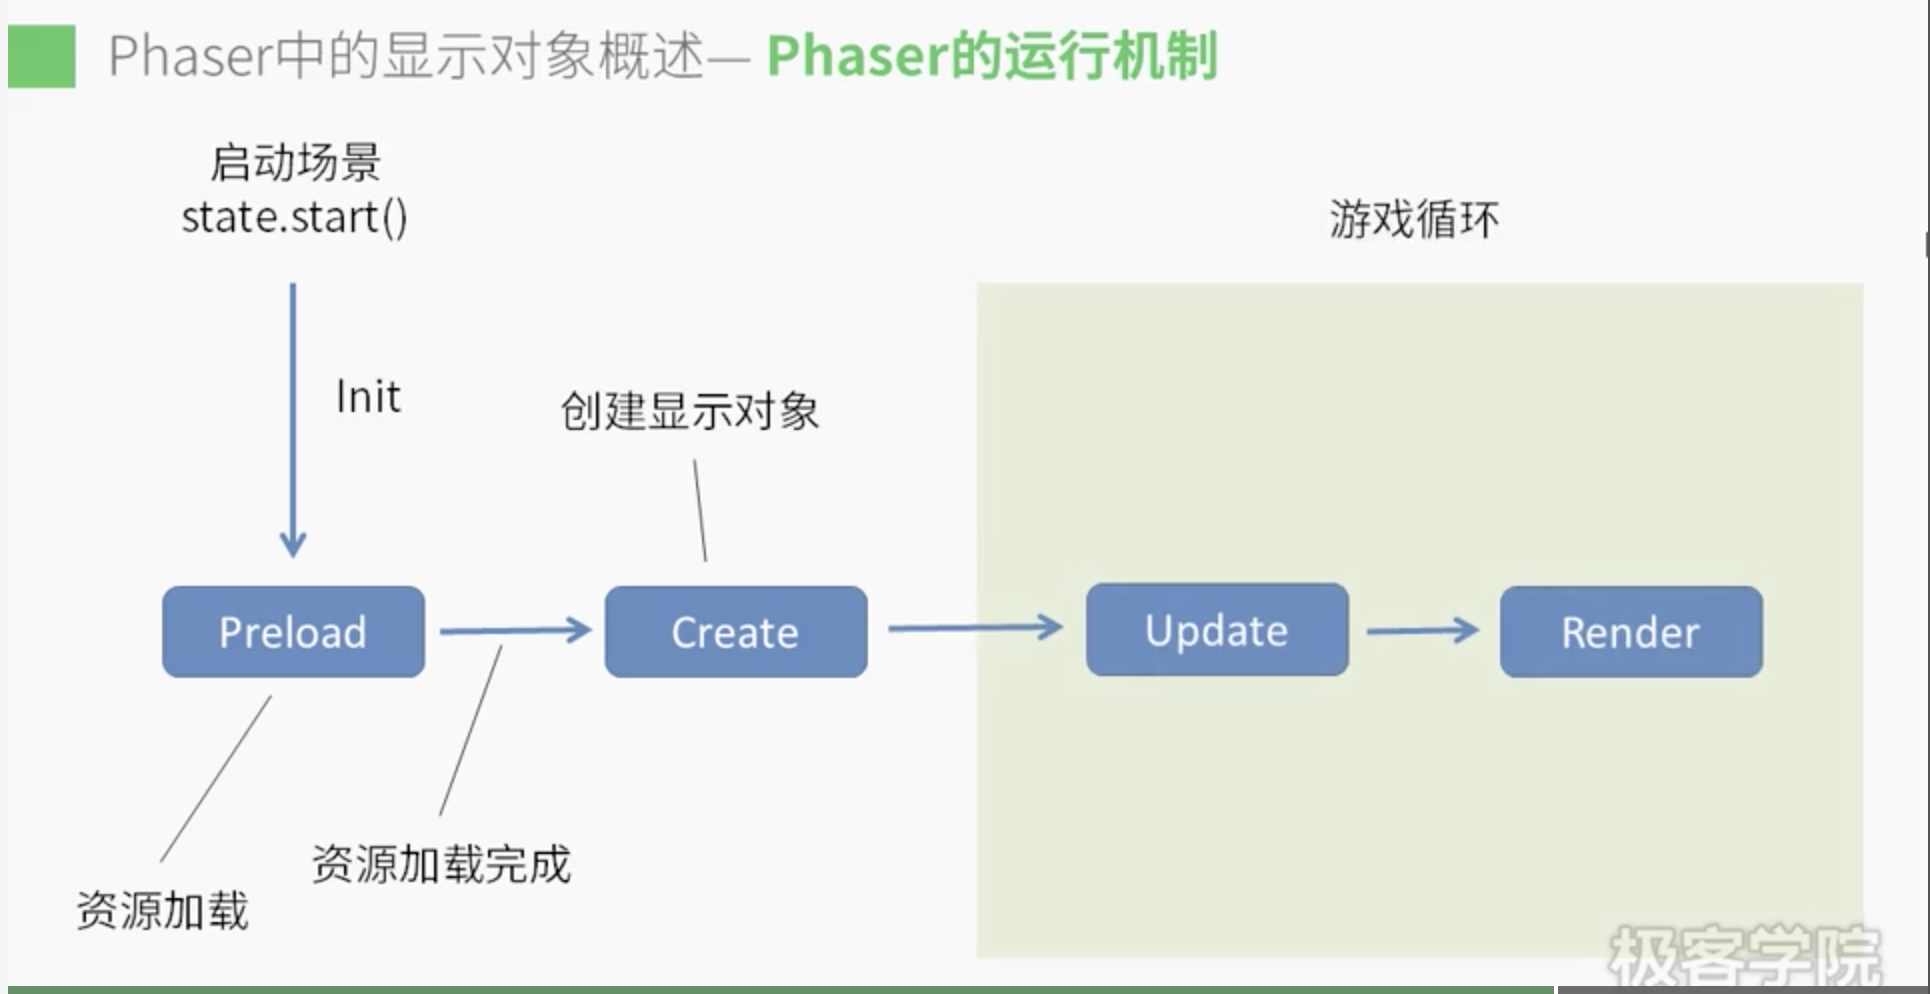 Phaser中的显示对象概述— Phaser的运行机制
启动场景
state.start()
游戏循环
Init
创建显示对象
Preload
Create
Update
Render
资源加载完成
资源加载
极客学院